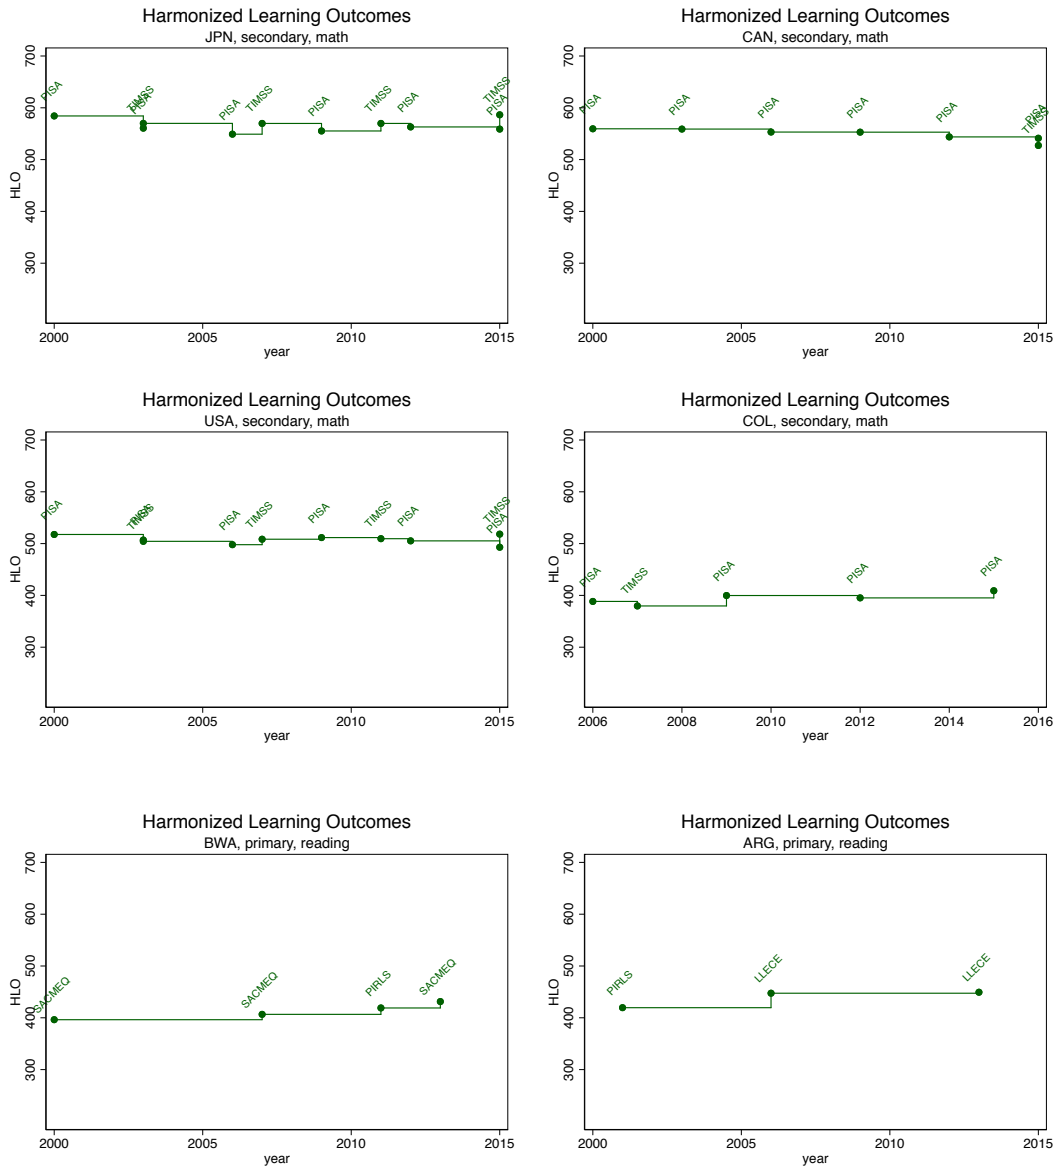 Harmonized Learning Outcomes
JPN, secondary, math
HLO
700
600
500
400
300
PISA
TIMSS
PISA
PISA
TIMSS
PISA
TIMSS
PISA
TIMSS
PISA
2000 2005 2010 2015
year
Harmonized Learning Outcomes
CAN, secondary, math
HLO
700
600
500
400
300
PISA
PISA
PISA
PISA
PISA
PISA
TIMSS
2000 2005 2010 2015
year
Harmonized Learning Outcomes
USA, secondary, math
HLO
700
600
500
400
300
PISA
PISA
TIMSS
PISA
TIMSS
PISA
TIMSS
PISA
TIMSS
PISA
2000 2005 2010 2015
year
Harmonized Learning Outcomes
COL, secondary, math
HLO
700
600
500
400
300
PISA
TIMSS
PISA
PISA
PISA
2006 2008 2010 2012 2014 2016
year
Harmonized Learning Outcomes
BWA, primary, reading
HLO
700
600
500
400
300
SACMEQ
SACMEQ
PIRLS
SACMEQ
2000 2005 2010 2015
year
Harmonized Learning Outcomes
ARG, primary, reading
HLO
700
600
500
400
300
PIRLS
LLECE
LLECE
2000 2005 2010 2015
year